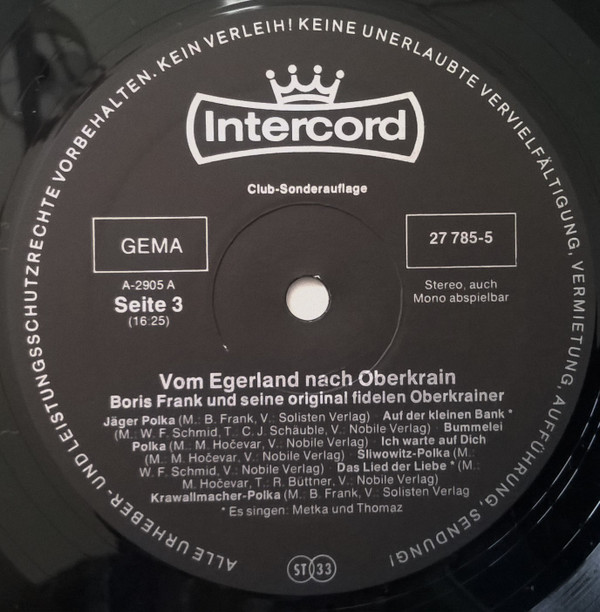 ALLE URHEBER- UND LEISTUNGSSCHUTZRECHTE VORBEHALTEN. KEIN VERLEIH! KEINE UNERLAUBTE VERVIELFÄLTIGUNG, VERMIETUNG, AUFFÜHRUNG, SENDUNG!
Intercord
Club-Sonderauflage
GEMA
27 785-5
A-2905 A
Seite 3
(16:25)
Stereo, auch
Mono abspielbar
Vom Egerland nach Oberkrain
Boris Frank und seine original fidelen Oberkrainer
Jäger Polka (M.: B. Frank, V.: Solisten Verlag) · Auf der kleinen Bank *
(M.: W. F. Schmid, T.: C. J. Schäuble, V.: Nobile Verlag) · Bummelei
Polka (M.: M. Hočevar, V.: Nobile Verlag) · Ich warte auf Dich
(M.: M. Hočevar, V.: Nobile Verlag) · Śliwowitz-Polka (M.:
W. F. Schmid, V.: Nobile Verlag) · Das Lied der Liebe * (M.:
M. Hočevar, T.: R. Büttner, V.: Nobile Verlag)
Krawallmacher-Polka (M.: B. Frank, V.: Solisten Verlag
* Es singen: Metka und Thomaz
ST 33